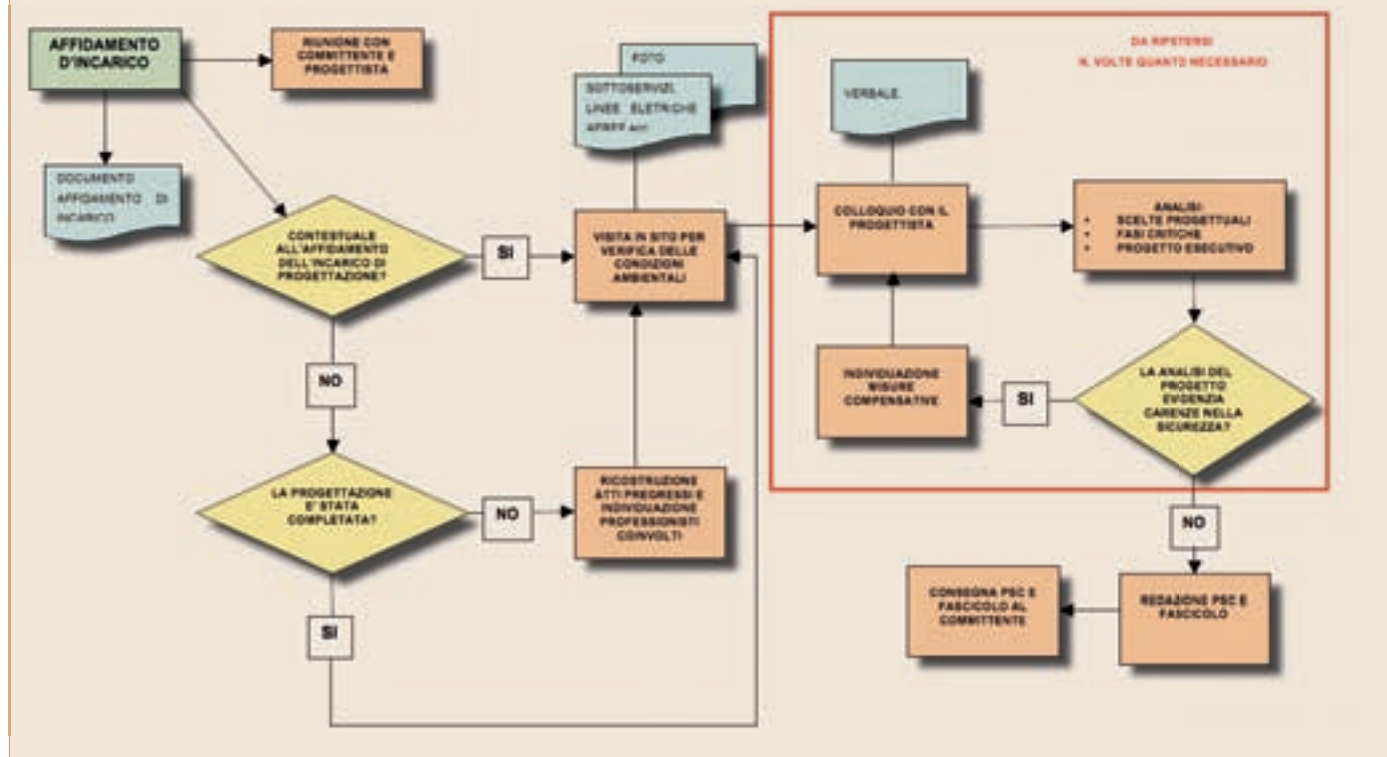 AFFIDAMENTO
D'INCARICO
RIUNIONE CON
COMMITTENTE E
PROGETTISTA
DOCUMENTO
AFFIDAMENTO DI
INCARICO
CONTESTUALE
ALL'AFFIDAMENTO
DELL'INCARICO DI
PROGETTAZIONE?
SI
NO
LA PROGETTAZIONE
E' STATA
COMPLETATA?
NO
SI
RICOSTRUZIONE
ATTI PREGRESSI E
INDIVIDUAZIONE
PROFESSIONISTI
COINVOLTI
FOTO
SOTTOSERVIZI,
LINEE ELETRICHE
VISITA IN SITO PER
VERIFICA DELLE
CONDIZIONI
AMBIENTALI
DA RIPETERSI
N. VOLTE QUANTO NECESSARIO
VERBALE
COLLOQUIO CON IL
PROGETTISTA
ANALISI:
• SCELTE PROGETTUALI
• FASI CRITICHE
• PROGETTO ESECUTIVO
LA ANALISI DEL
PROGETTO
EVIDENZIA
CARENZE NELLA
SICUREZZA?
SI
INDIVIDUAZIONE
MISURE
COMPENSATIVE
NO
REDAZIONE PSC E
FASCICOLO
CONSEGNA PSC E
FASCICOLO AL
COMMITTENTE